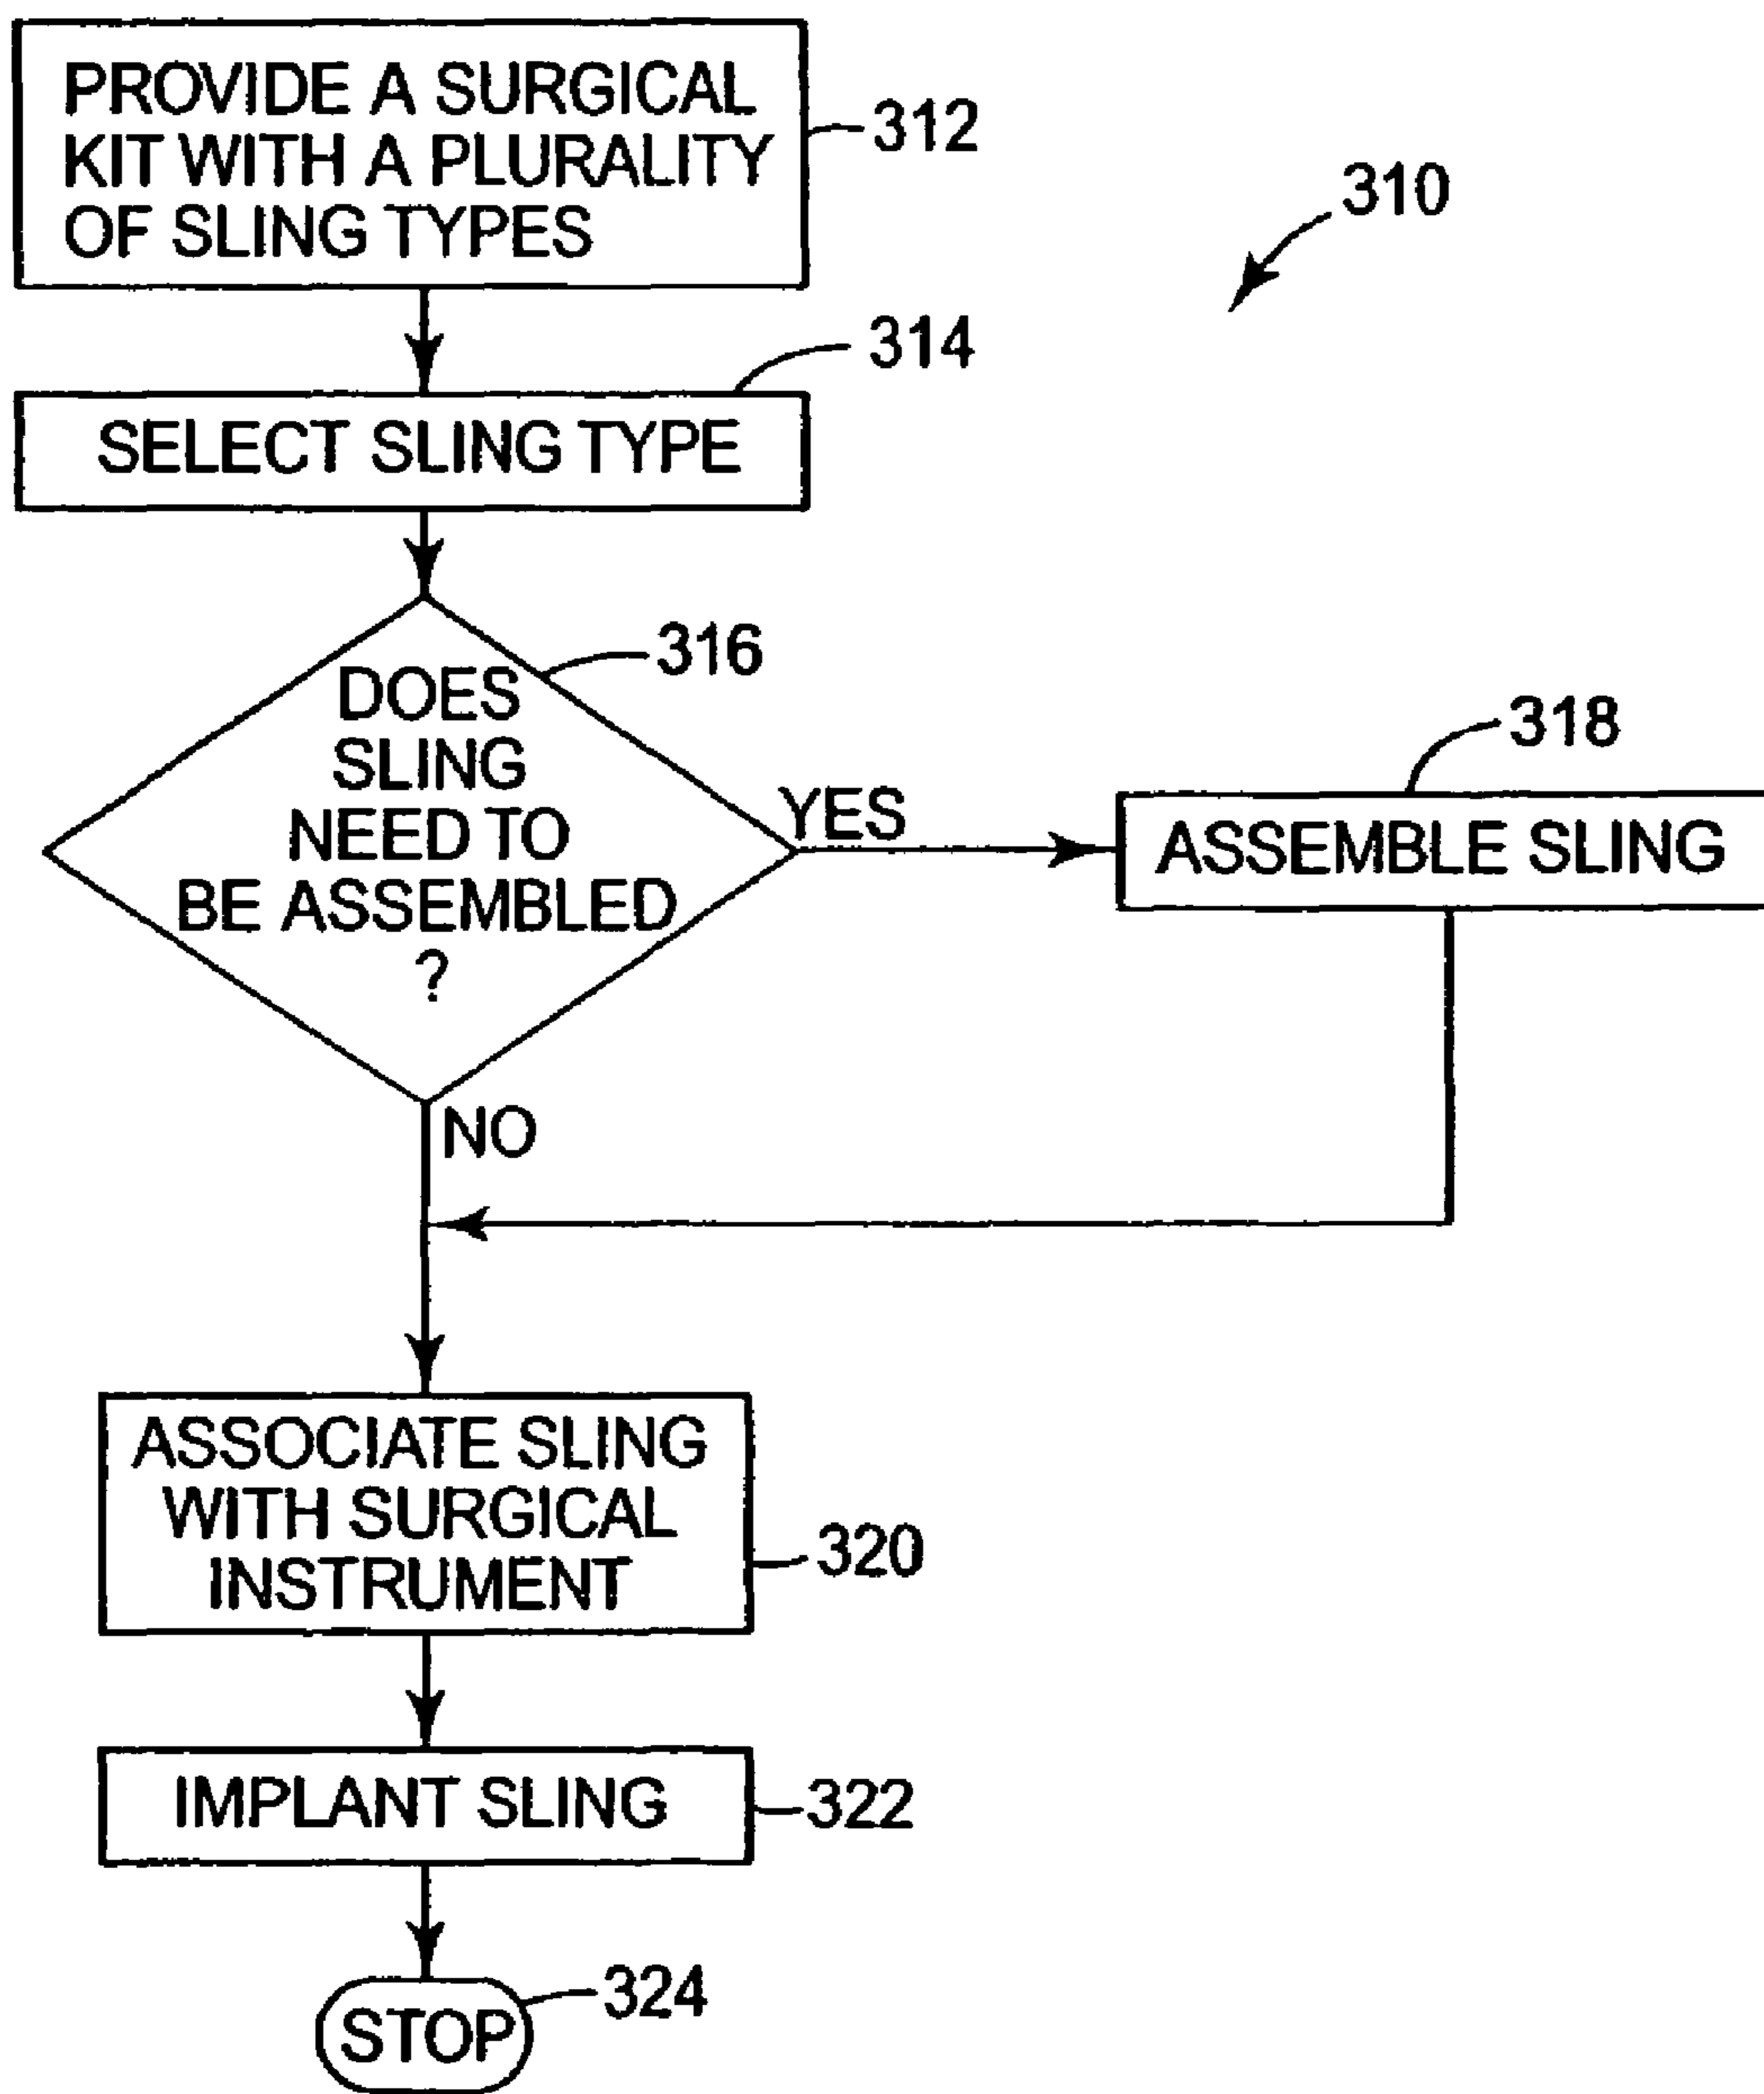 PROVIDE A SURGICAL
KIT WITH A PLURALITY
OF SLING TYPES
312
310
314
SELECT SLING TYPE
316
DOES
SLING
NEED TO
BE ASSEMBLED
?
YES
318
ASSEMBLE SLING
NO
ASSOCIATE SLING
WITH SURGICAL
INSTRUMENT
320
IMPLANT SLING
322
STOP
324